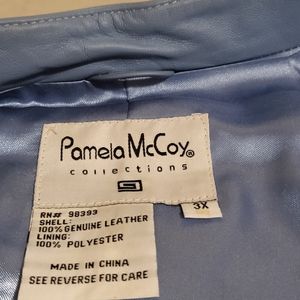 Pamela McCoy®
collections
3X
RN# 98393
SHELL:
100% GENUINE LEATHER
LINING:
100% POLYESTER
MADE IN CHINA
SEE REVERSE FOR CARE